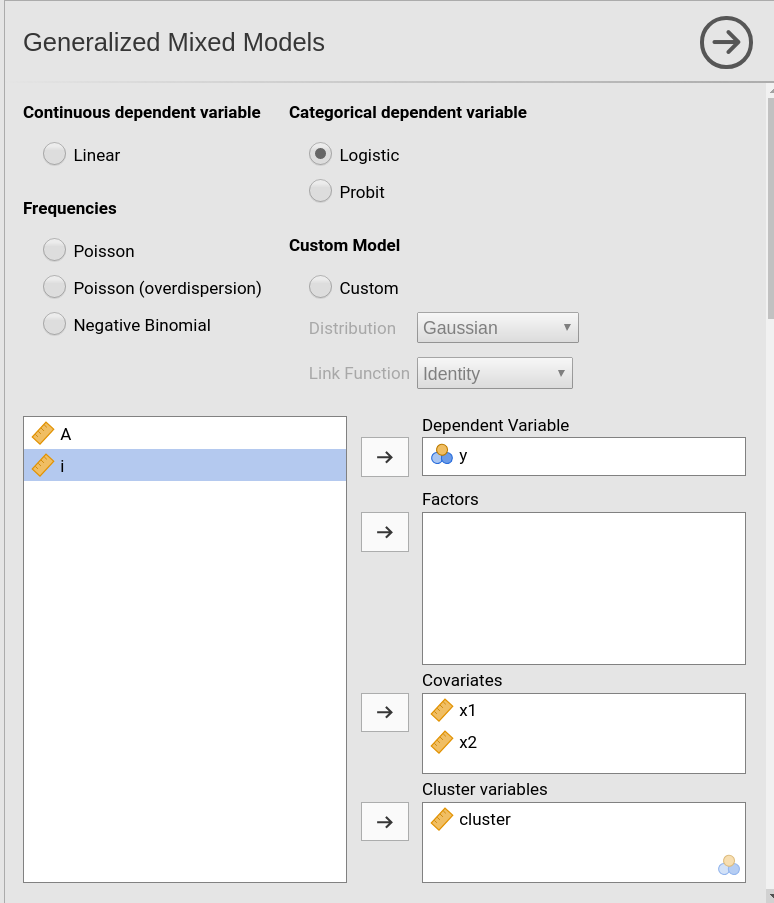 Generalized Mixed Models
Continuous dependent variable
Linear
Frequencies
Poisson
Poisson (overdispersion)
Negative Binomial
Categorical dependent variable
Logistic
Probit
Custom Model
Custom
Distribution Gaussian
Link Function Identity
A
i
Dependent Variable
y
Factors
Covariates
x1
x2
Cluster variables
cluster